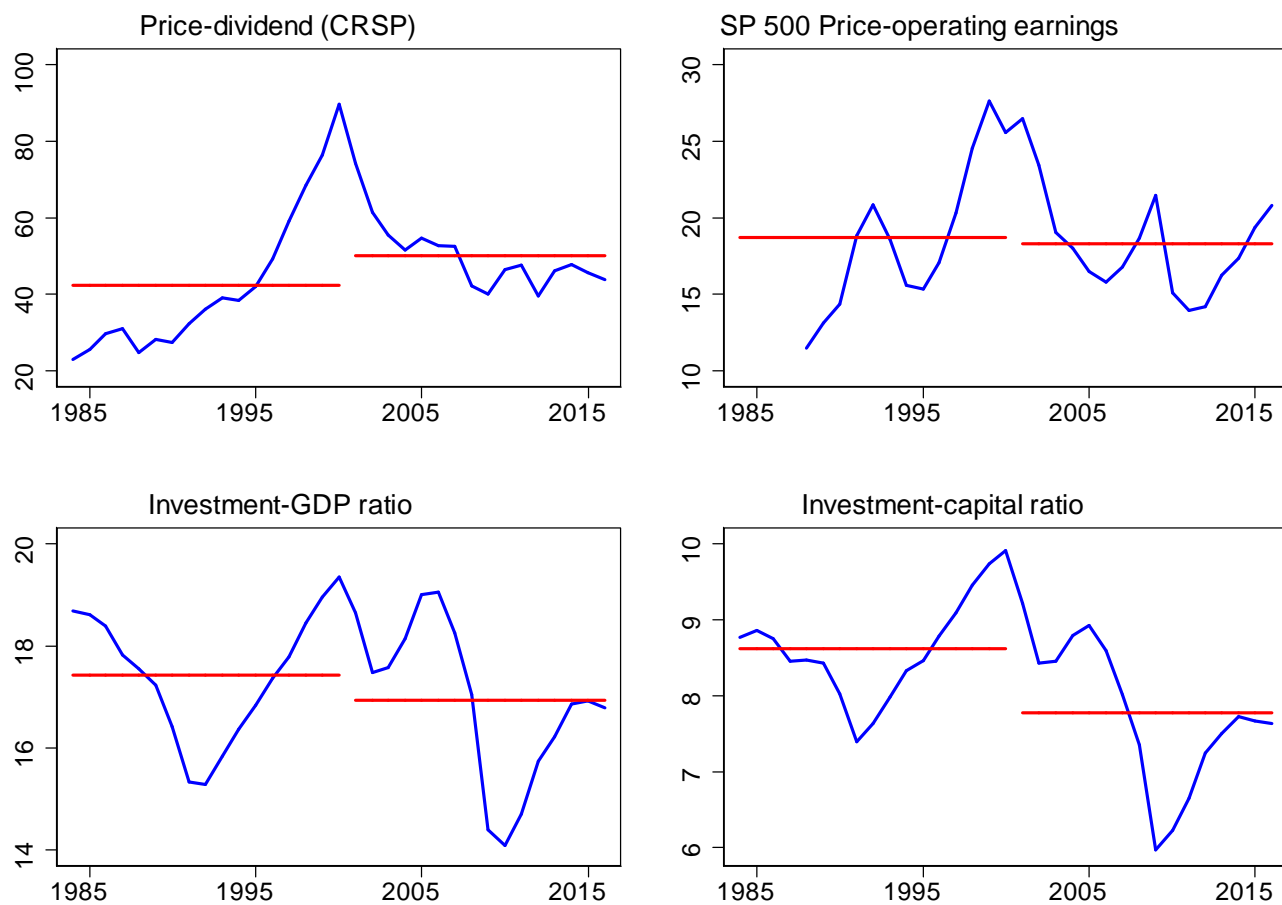 Price-dividend (CRSP)
100
80
60
40
20
1985 1995 2005 2015
SP 500 Price-operating earnings
30
25
20
15
10
1985 1995 2005 2015
Investment-GDP ratio
20
18
16
14
1985 1995 2005 2015
Investment-capital ratio
10
9
8
7
6
1985 1995 2005 2015